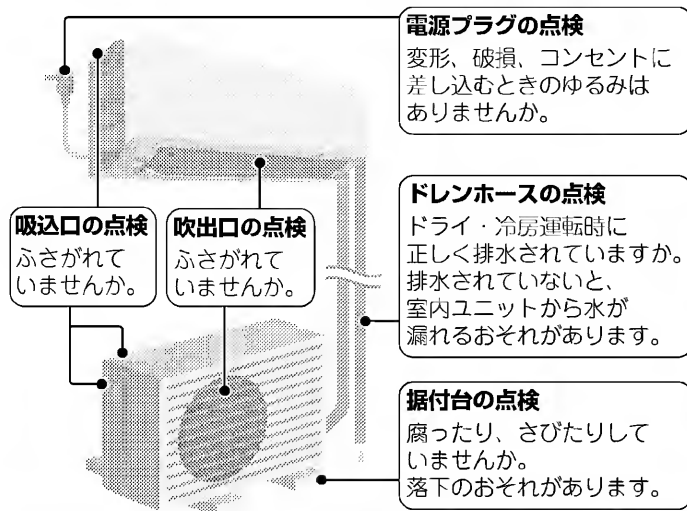 電源プラグの点検
変形、破損、コンセントに
差し込むときのゆるみは
ありませんか。
吸込口の点検
ふさがれて
いませんか。
吹出口の点検
ふさがれて
いませんか。
ドレンホースの点検
ドライ・冷房運転時に
正しく排水されていますか。
排水されていないと、
室内ユニットから水が
漏れるおそれがあります。
据付台の点検
腐ったり、さびたりして
いませんか。
落下のおそれがあります。